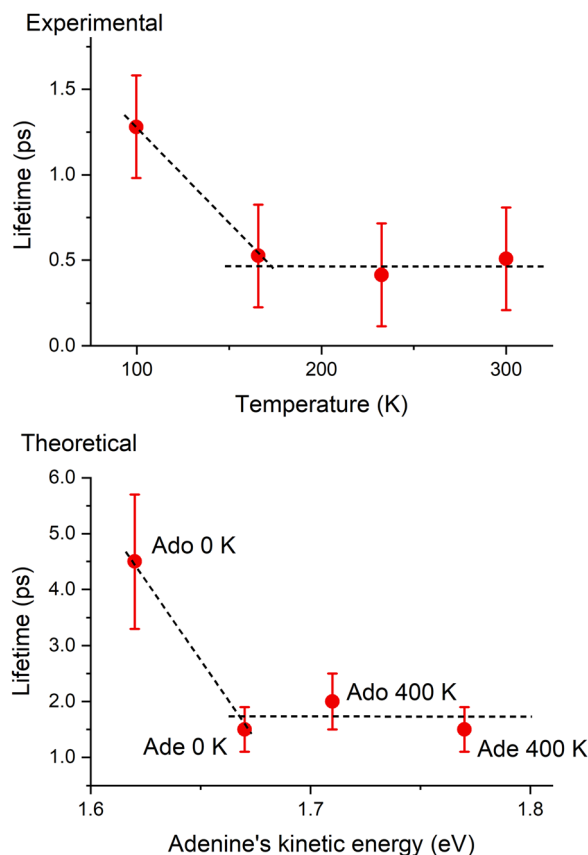 Experimental
Lifetime (ps)
1.5
1.0
0.5
0.0
100
200
300
Temperature (K)
Theoretical
Lifetime (ps)
6.0
5.0
4.0
3.0
2.0
1.0
Ado 0 K
Ado 400 K
Ade 0 K
Ade 400 K
1.6
1.7
1.8
Adenine's kinetic energy (eV)